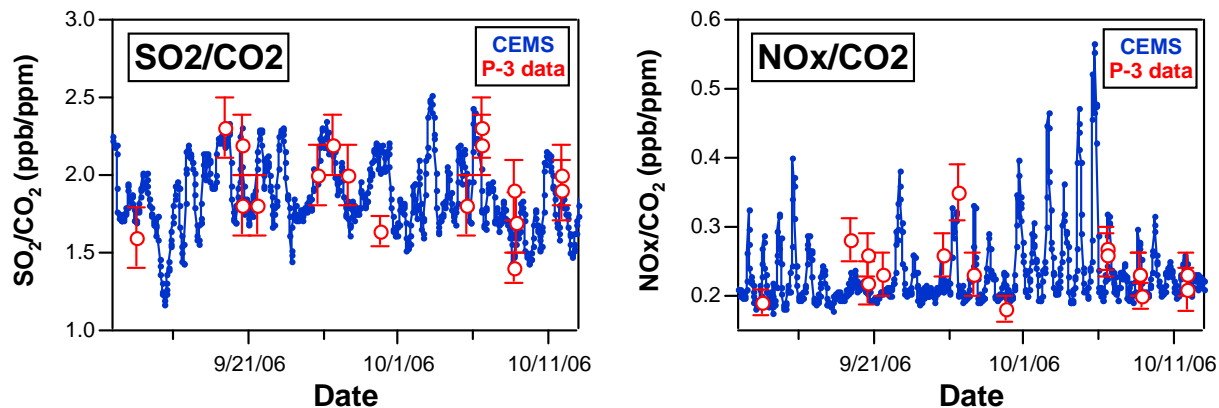 SO2/CO2
CEMS
P-3 data
SO₂/CO₂ (ppb/ppm)
3.0
2.5
2.0
1.5
1.0
9/21/06
10/1/06
10/11/06
Date
NOx/CO2
CEMS
P-3 data
NOx/CO₂ (ppb/ppm)
0.6
0.5
0.4
0.3
0.2
9/21/06
10/1/06
10/11/06
Date